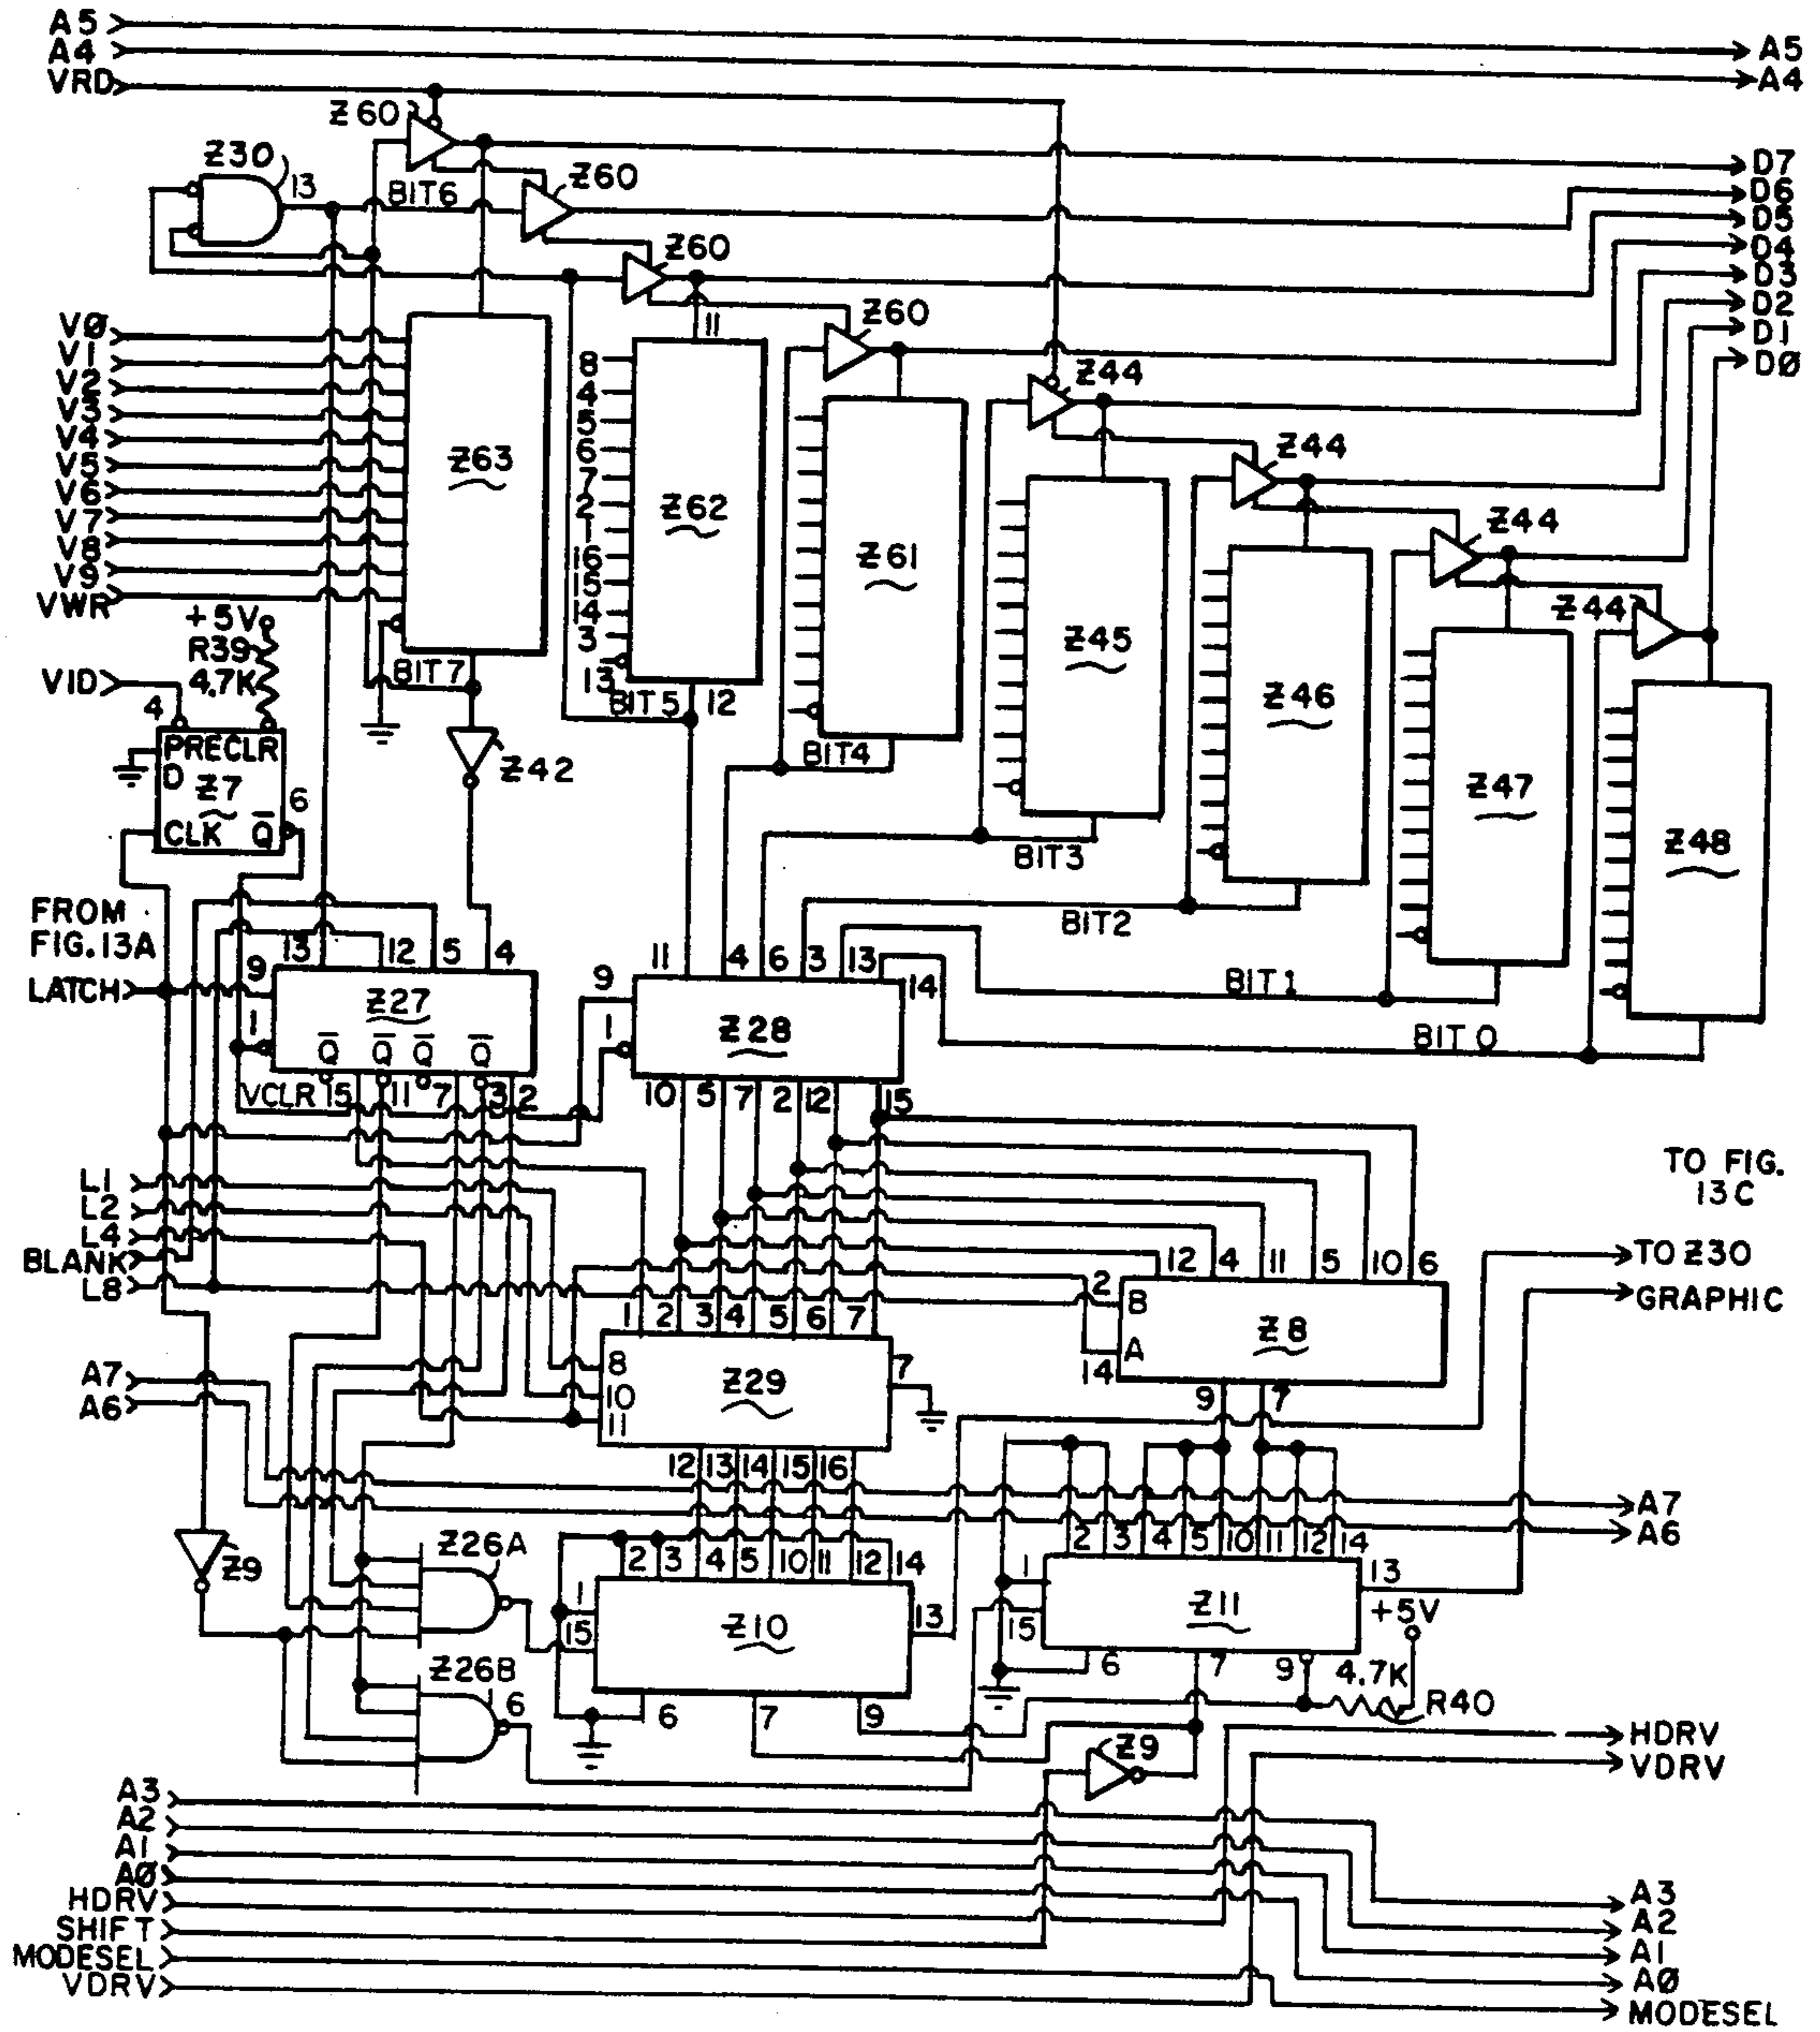 A5 A5
A4 A4
VRD
Z60
Z30 13
BIT6 Z60
D7
D6
D5
D4
D3
D2
D1
DØ
Z60
Z60
VØ
V1
V2
V3
V4
V5
V6
V7
V8
V9
VWR
Z63
11
8
4
5
6
7
2
1
16
15
14
3
13
Z62
Z61
Z44
Z44
Z44
Z44
Z45
Z46
Z47
Z48
+5V
R39
4.7K
VID
4
PRE CLR
D
Z7
6
CLK Q̅
BIT7
Z42
BIT5 12
BIT4
BIT3
BIT2
BIT1
BIT 0
FROM
FIG.13A
LATCH
13 12 5 4
9
Z27
1
Q̅ Q̅ Q̅ Q̅
VCLR 15 11 7 3 2
11 4 6 3 13
14
9
1
Z28
10 5 7 2 12 15
TO FIG.
13C
L1
L2
L4
BLANK
L8
TO Z30
GRAPHIC
12 4 11 5 10 6
2
B
A
14
Z8
9 7
1 2 3 4 5 6 7
8
10
11
Z29
7
12 13 14 15 16
A7
A6
A7
A6
Z9
Z26A
Z26B
6
2 3 4 5 10 11 12 14
1
15
Z10
13
6 7 9
2 3 4 5 10 11 12 14
1
15
Z11
13
+5V
6 7 9
4.7K
R40
Z9
HDRV
VDRV
A3
A2
A1
AØ
HDRV
SHIFT
MODESEL
VDRV
A3
A2
A1
AØ
MODESEL